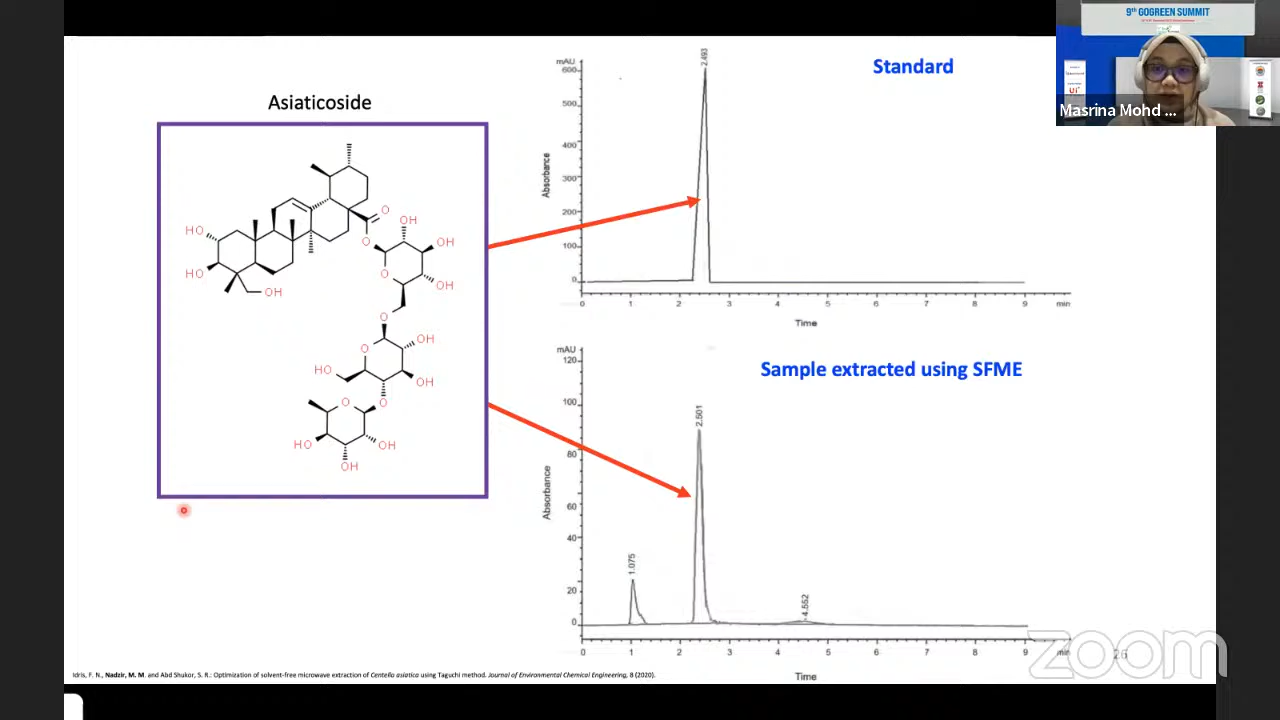 9th GOGREEN SUMMIT
Masrina Mohd ...
Asiaticoside
HO
HO
OH
O
O
OH
OH
OH
O
O
OH
OH
O
HO
O
O
HO
OH
OH
Standard
mAU
600
500
400
300
200
100
0
Absorbance
2.493
0 1 2 3 4 5 6 7 8 9 min
Time
Sample extracted using SFME
mAU
120
100
80
60
40
20
0
Absorbance
1.075
2.501
4.552
0 1 2 3 4 5 6 7 8 9 min
Time
zoom
26
Idris, F. N., Nadzir, M. M. and Abd Shukor, S. R.: Optimization of solvent-free microwave extraction of Centella asiatica using Taguchi method. Journal of Environmental Chemical Engineering, 8 (2020).